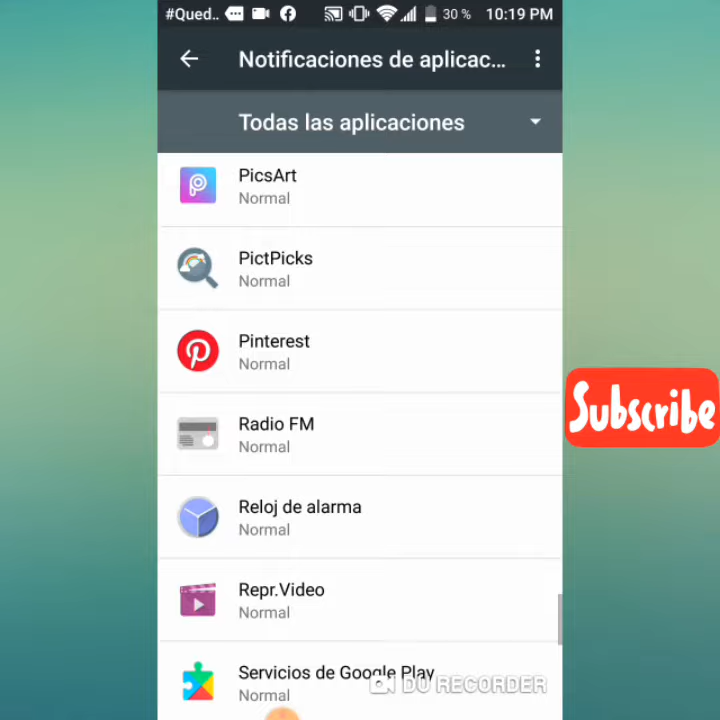 #Qued.. 30 % 10:19 PM
Notificaciones de aplicac...
Todas las aplicaciones
PicsArt
Normal
PictPicks
Normal
Pinterest
Normal
Subscribe
Radio FM
Normal
Reloj de alarma
Normal
Repr.Video
Normal
Servicios de Google Play
DU RECORDER
Normal